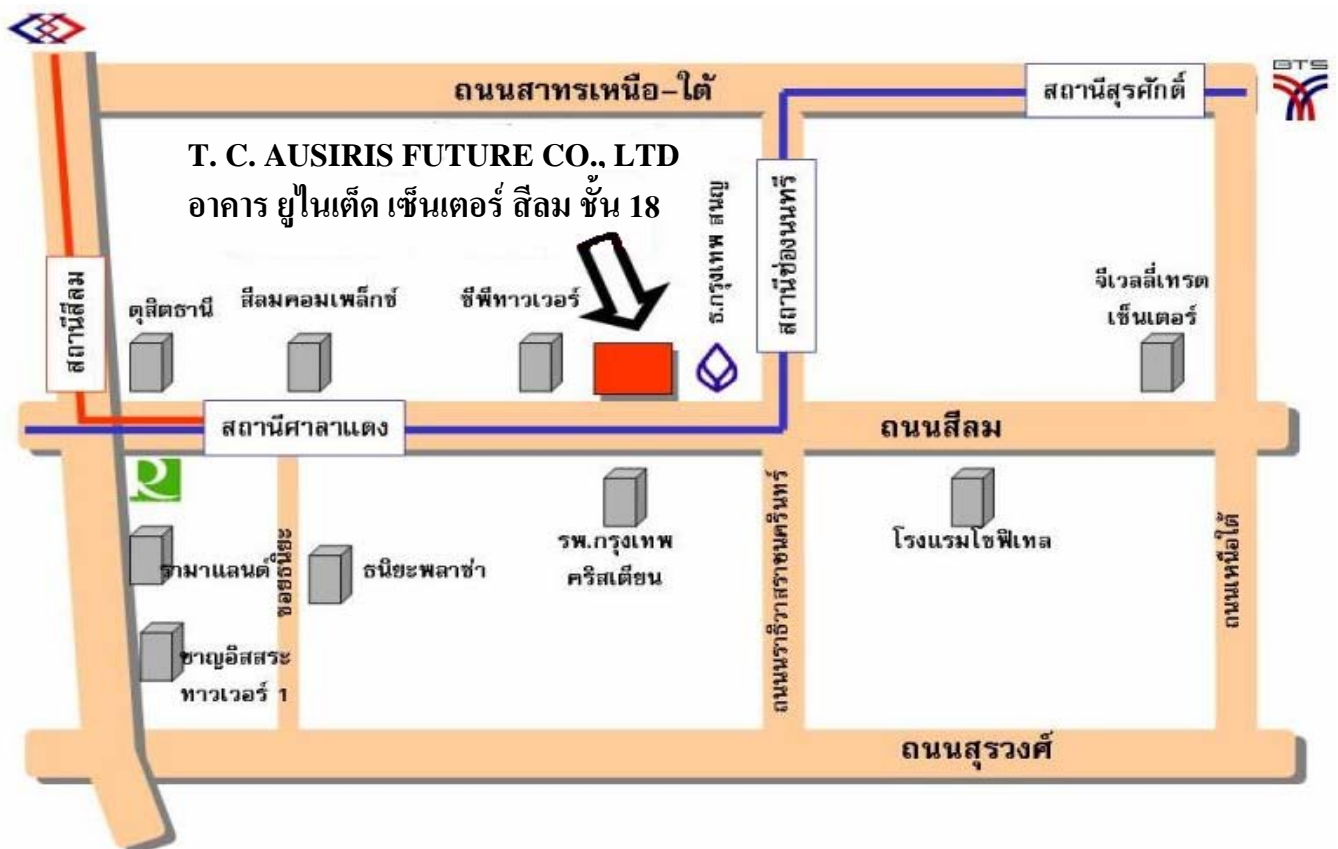 ถนนสาทรเหนือ-ใต้
สถานีสุรศักดิ์
BTS
T. C. AUSIRIS FUTURE CO., LTD
อาคาร ยูไนเต็ด เซ็นเตอร์ สีลม ชั้น 18
สถานีสีลม
ดุสิตธานี
สีลมคอมเพล็กซ์
ซีพีทาวเวอร์
ธ.กรุงเทพ สนญ
สถานีช่องนนทรี
จีเวลลี่เทรด
เซ็นเตอร์
สถานีศาลาแดง
ถนนสีลม
R
รามาแลนด์
ซอยธนิยะ
ธนิยะพลาซ่า
รพ.กรุงเทพ
คริสเตียน
ถนนนราธิวาสราชนครินทร์
โรงแรมโซฟิเทล
ถนนเหนือใต้
ชาญอิสสระ
ทาวเวอร์ 1
ถนนสุรวงศ์